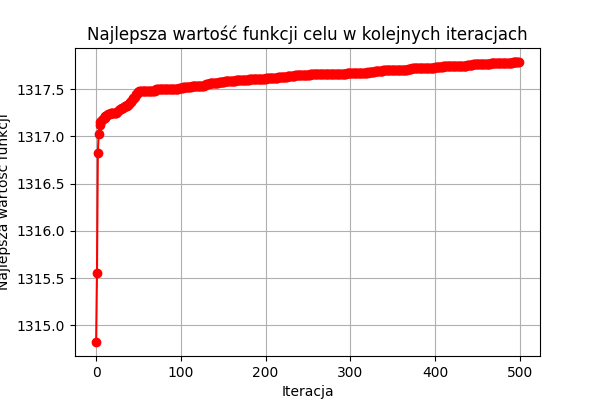 Najlepsza wartość funkcji celu w kolejnych iteracjach
Najlepsza wartość funkcji
1317.5
1317.0
1316.5
1316.0
1315.5
1315.0
0 100 200 300 400 500
Iteracja